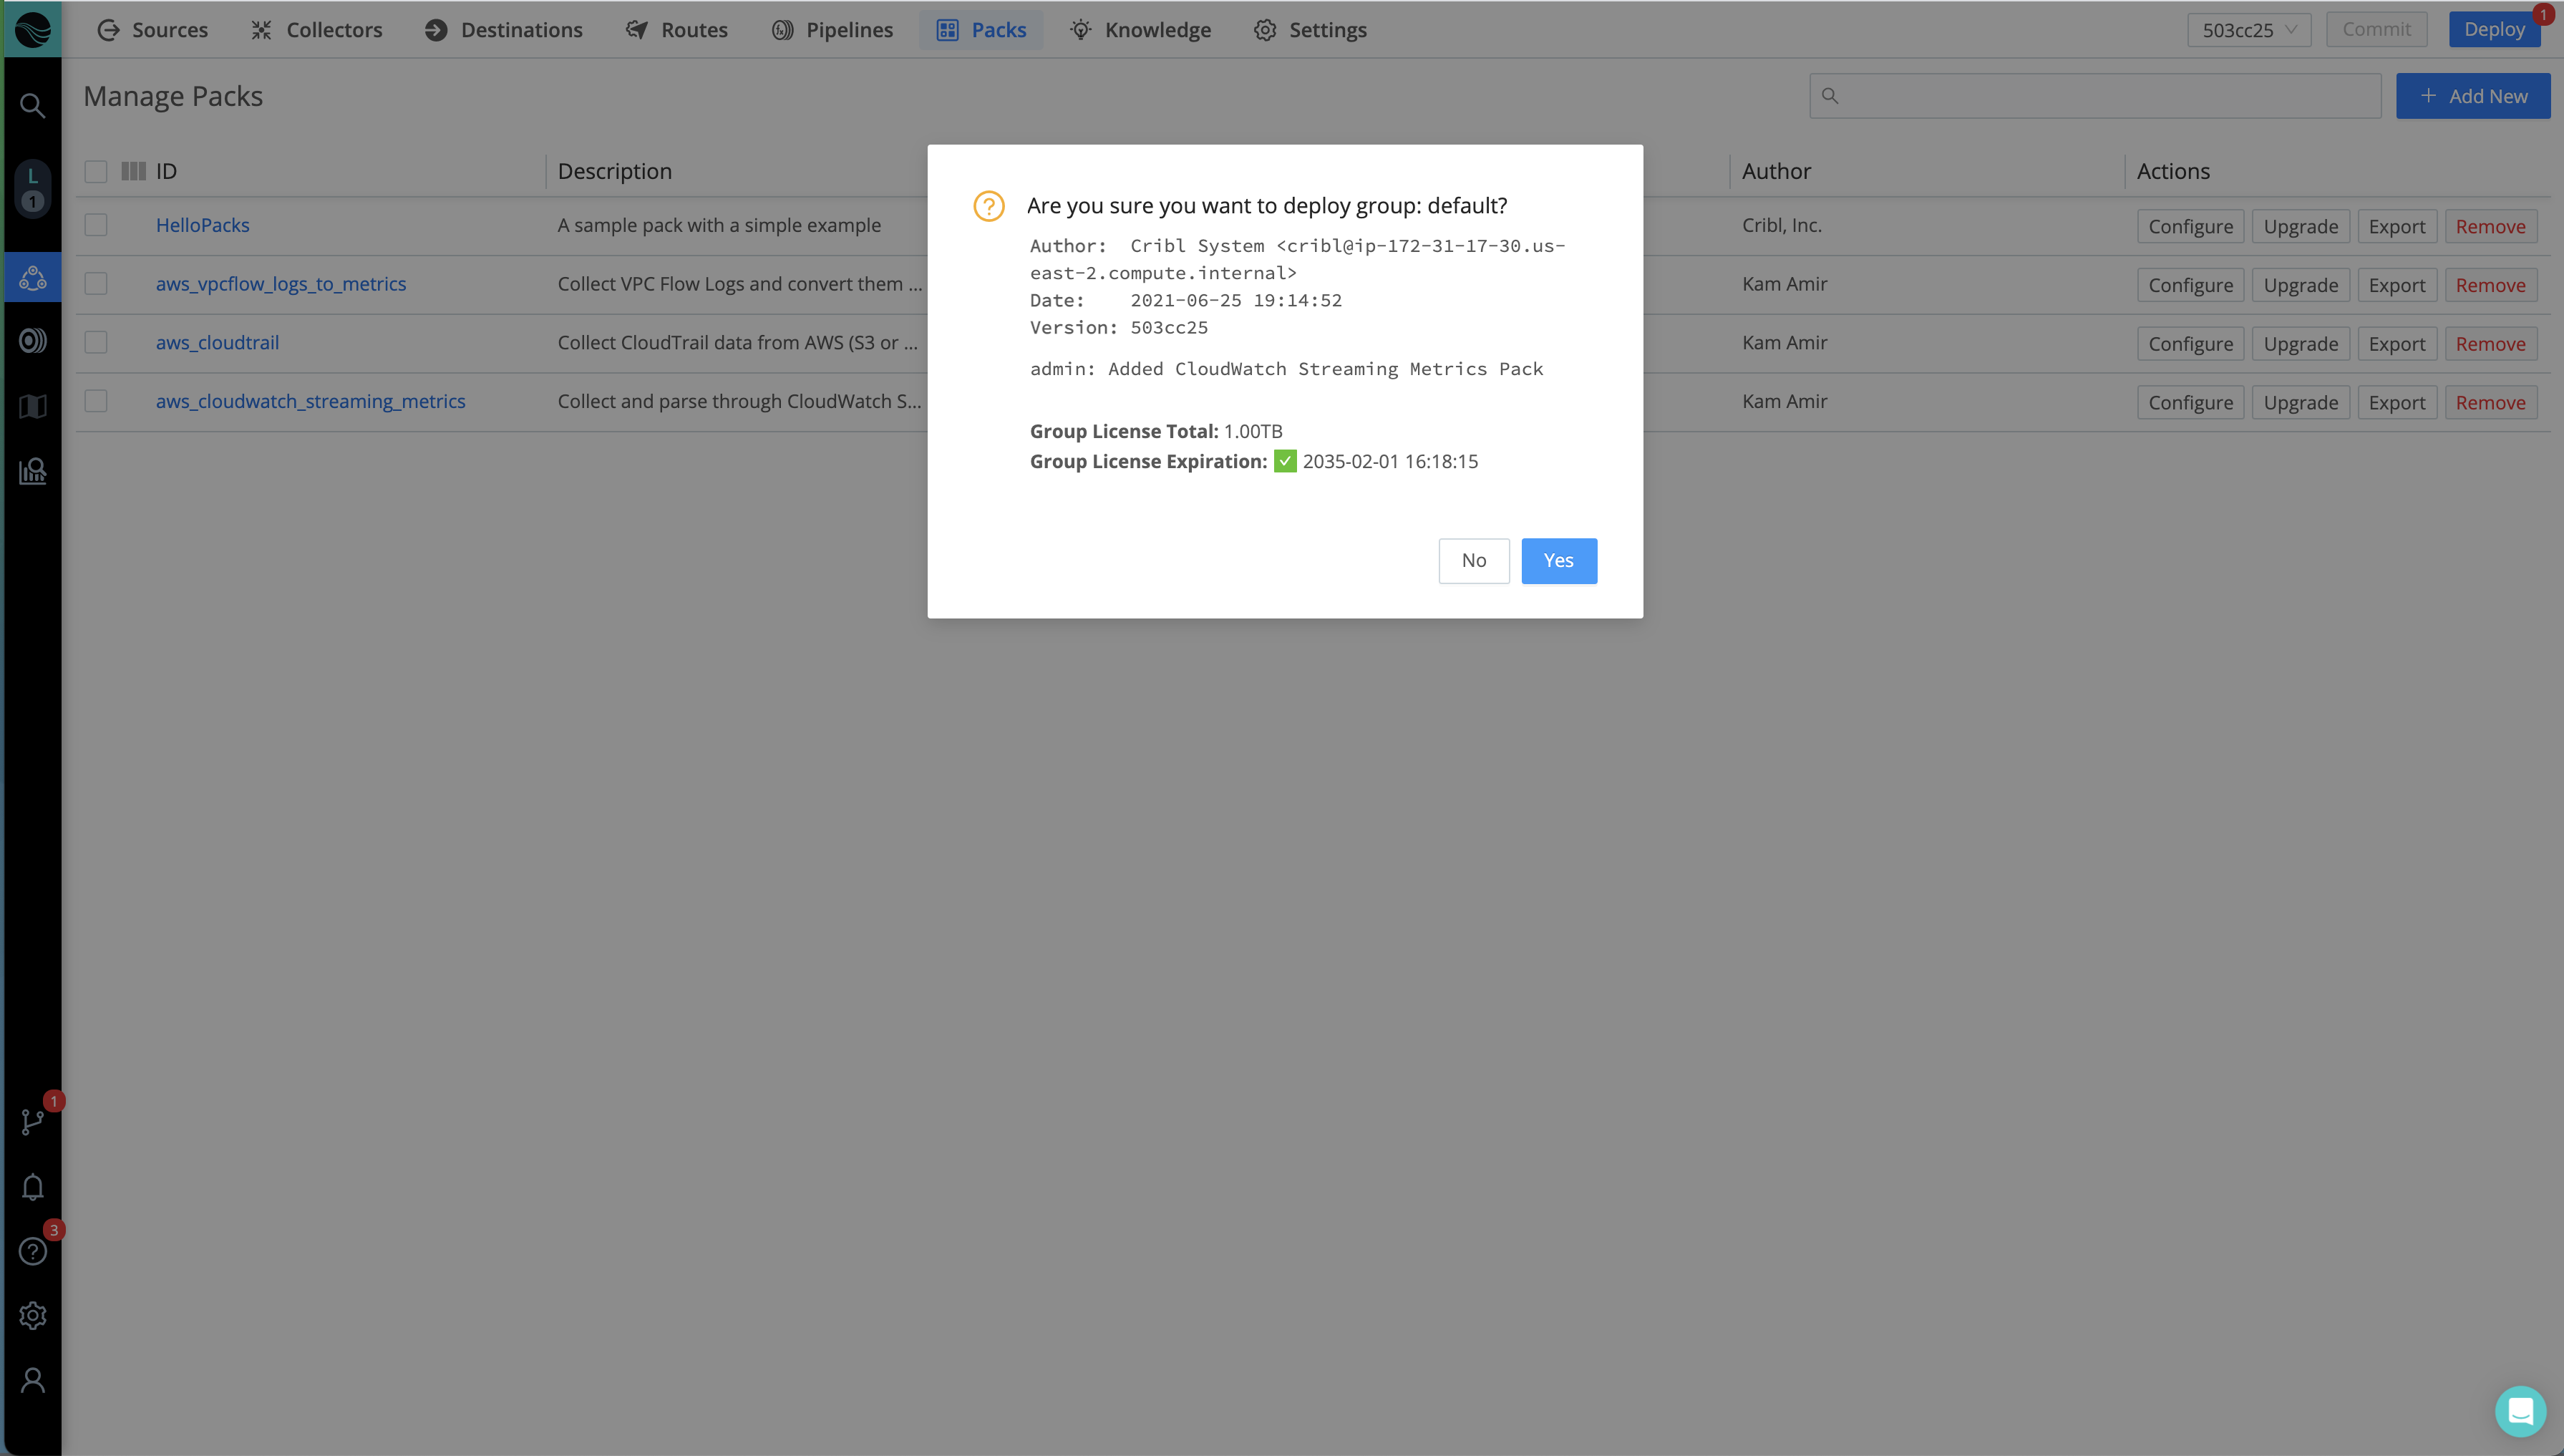 Sources Collectors Destinations Routes Pipelines Packs Knowledge Settings 503cc25 Commit Deploy 1
Manage Packs + Add New
L
1
ID Description Author Actions
HelloPacks A sample pack with a simple example Cribl, Inc. Configure Upgrade Export Remove
aws_vpcflow_logs_to_metrics Collect VPC Flow Logs and convert them ... Kam Amir Configure Upgrade Export Remove
aws_cloudtrail Collect CloudTrail data from AWS (S3 or ... Kam Amir Configure Upgrade Export Remove
aws_cloudwatch_streaming_metrics Collect and parse through CloudWatch S... Kam Amir Configure Upgrade Export Remove
Are you sure you want to deploy group: default?
Author: Cribl System <cribl@ip-172-31-17-30.us-
east-2.compute.internal>
Date: 2021-06-25 19:14:52
Version: 503cc25
admin: Added CloudWatch Streaming Metrics Pack
Group License Total: 1.00TB
Group License Expiration: ✅ 2035-02-01 16:18:15
No Yes
1
3